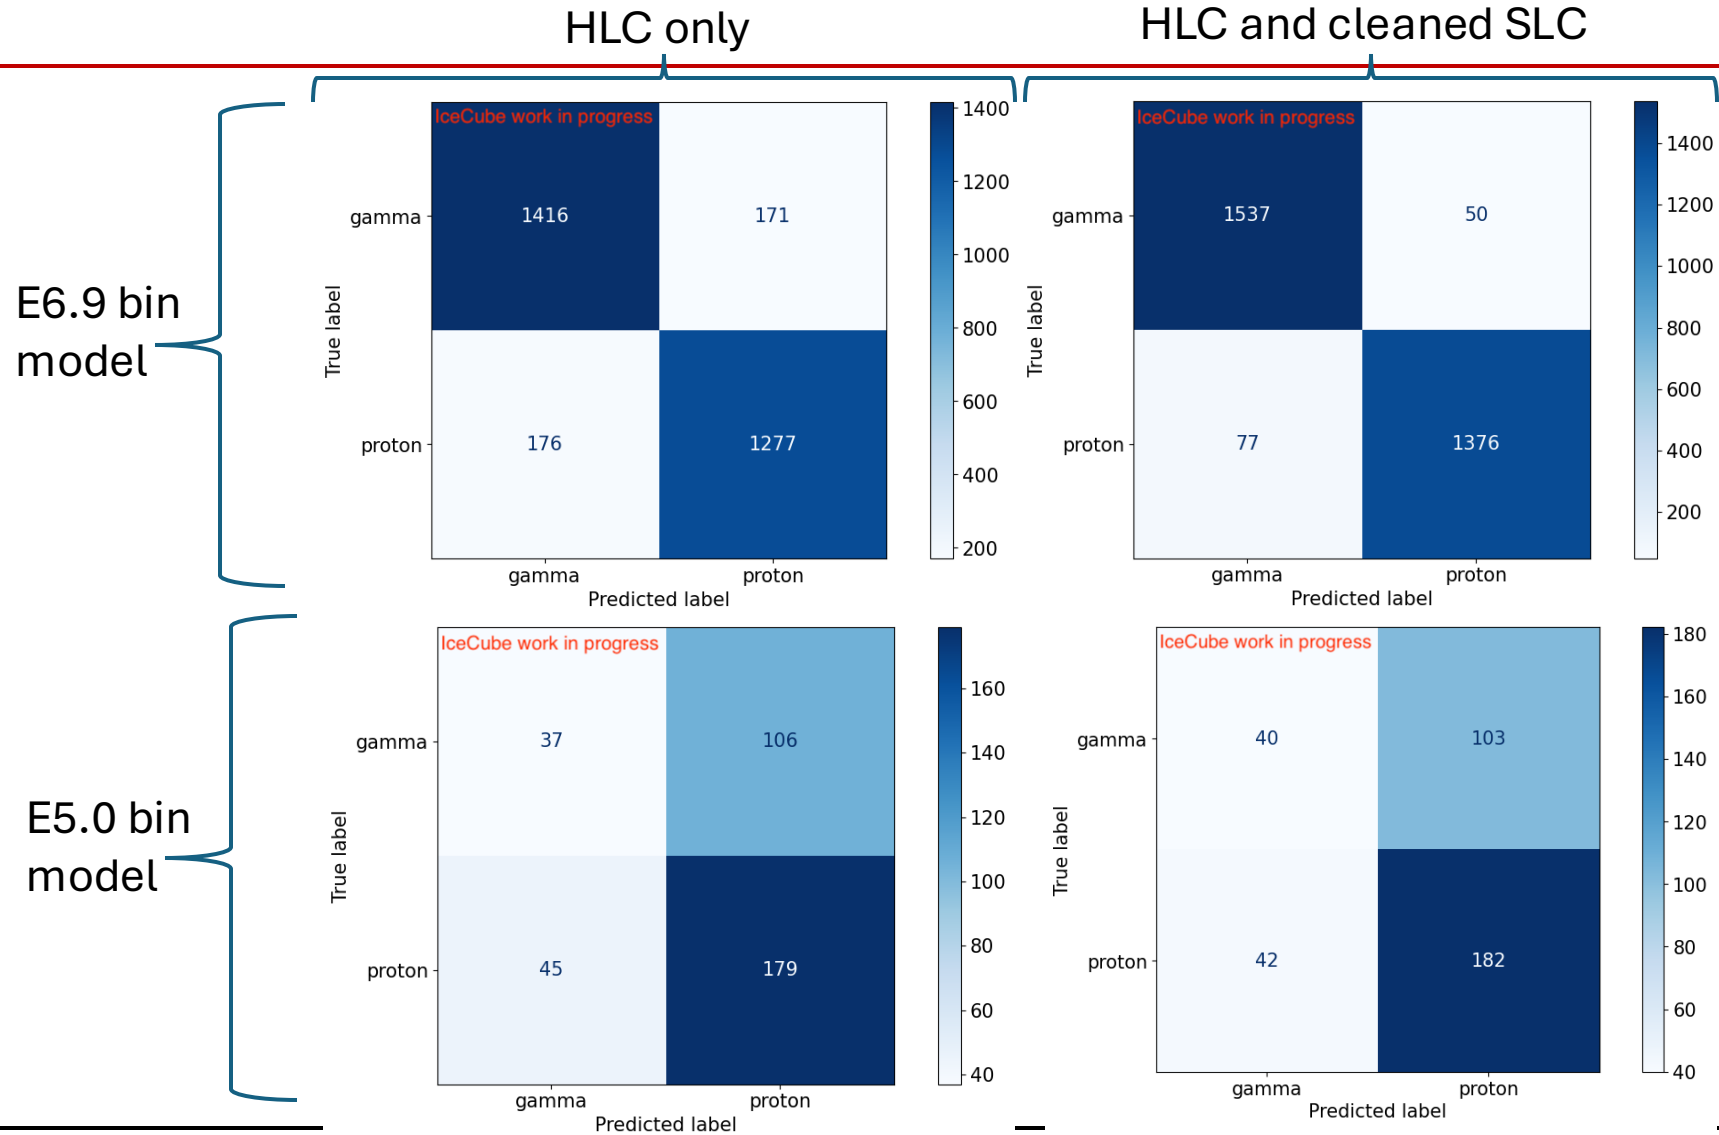 HLC only
HLC and cleaned SLC
E6.9 bin
model
IceCube work in progress
gamma
1416
171
proton
176
1277
True label
gamma
proton
Predicted label
1400
1200
1000
800
600
400
200
IceCube work in progress
gamma
1537
50
proton
77
1376
True label
gamma
proton
Predicted label
1400
1200
1000
800
600
400
200
E5.0 bin
model
IceCube work in progress
gamma
37
106
proton
45
179
True label
gamma
proton
Predicted label
160
140
120
100
80
60
40
IceCube work in progress
gamma
40
103
proton
42
182
True label
gamma
proton
Predicted label
180
160
140
120
100
80
60
40